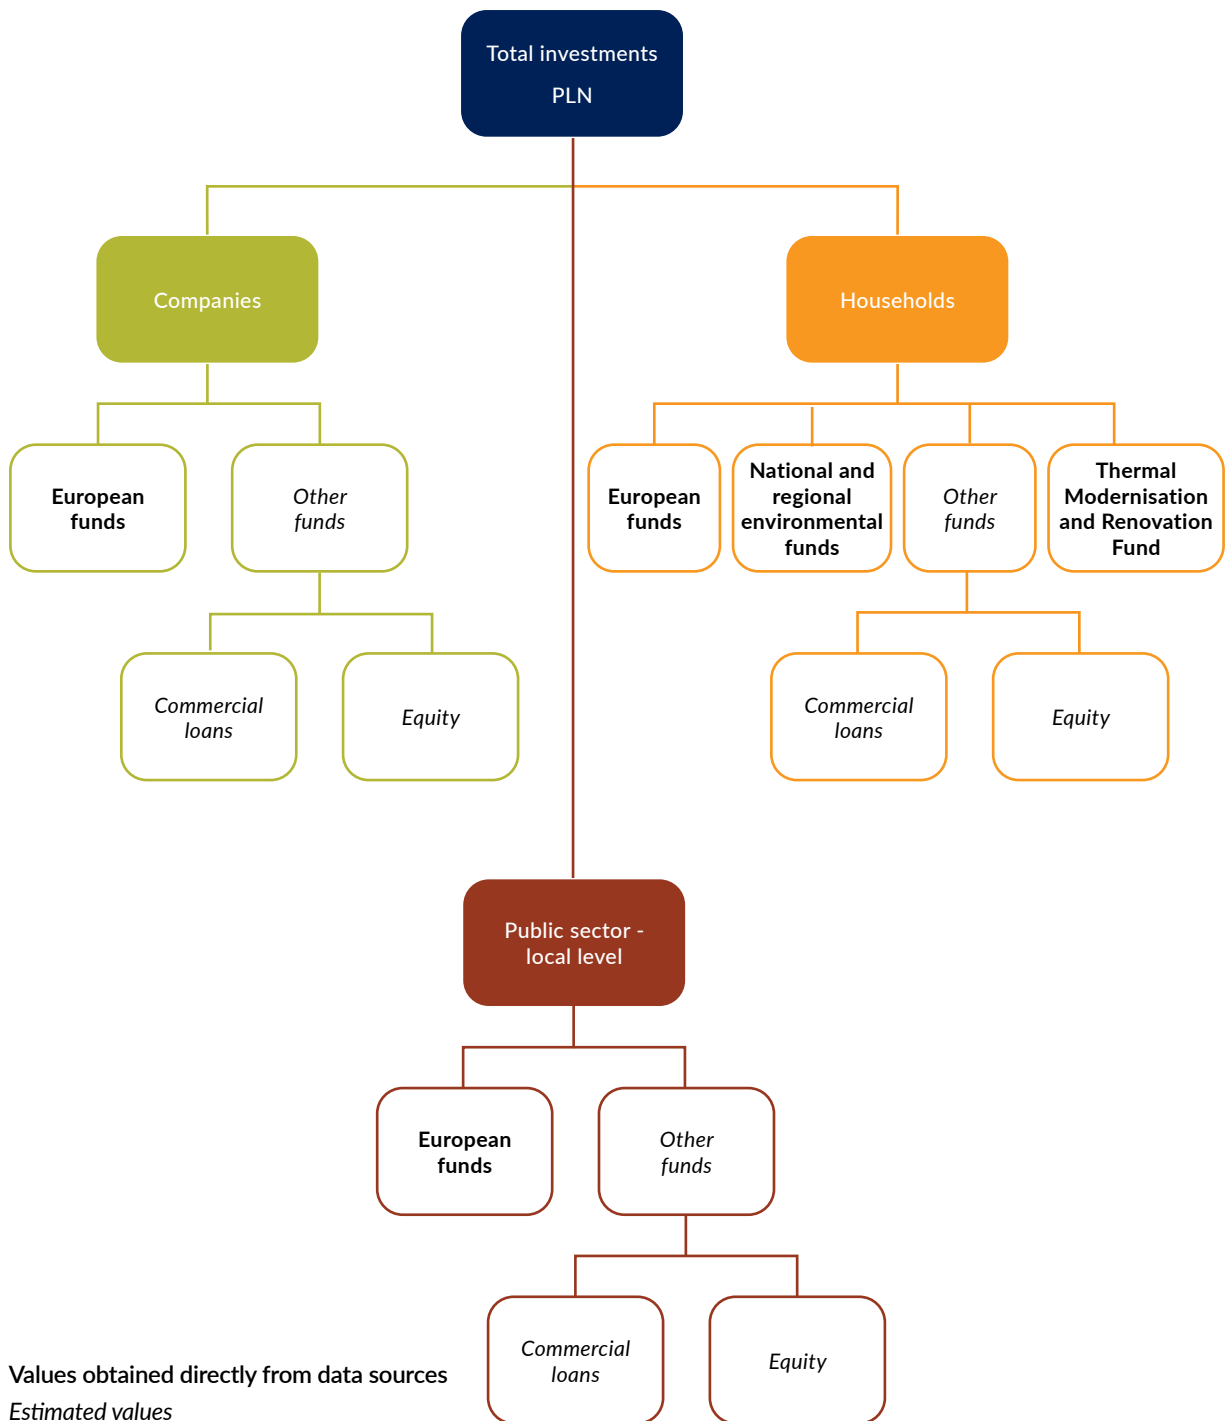 Total investments
PLN
Companies
Households
European
funds
Other
funds
European
funds
National and
regional
environmental
funds
Other
funds
Thermal
Modernisation
and Renovation
Fund
Commercial
loans
Equity
Commercial
loans
Equity
Public sector -
local level
European
funds
Other
funds
Commercial
loans
Equity
Values obtained directly from data sources
Estimated values